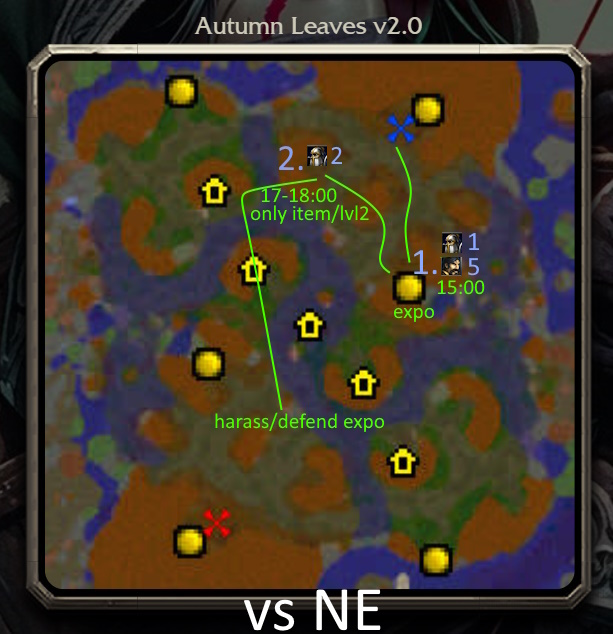 Autumn Leaves v2.0
2. 2
17-18:00
only item/lvl2
1
1. 5
15:00
expo
harass/defend expo
vs NE